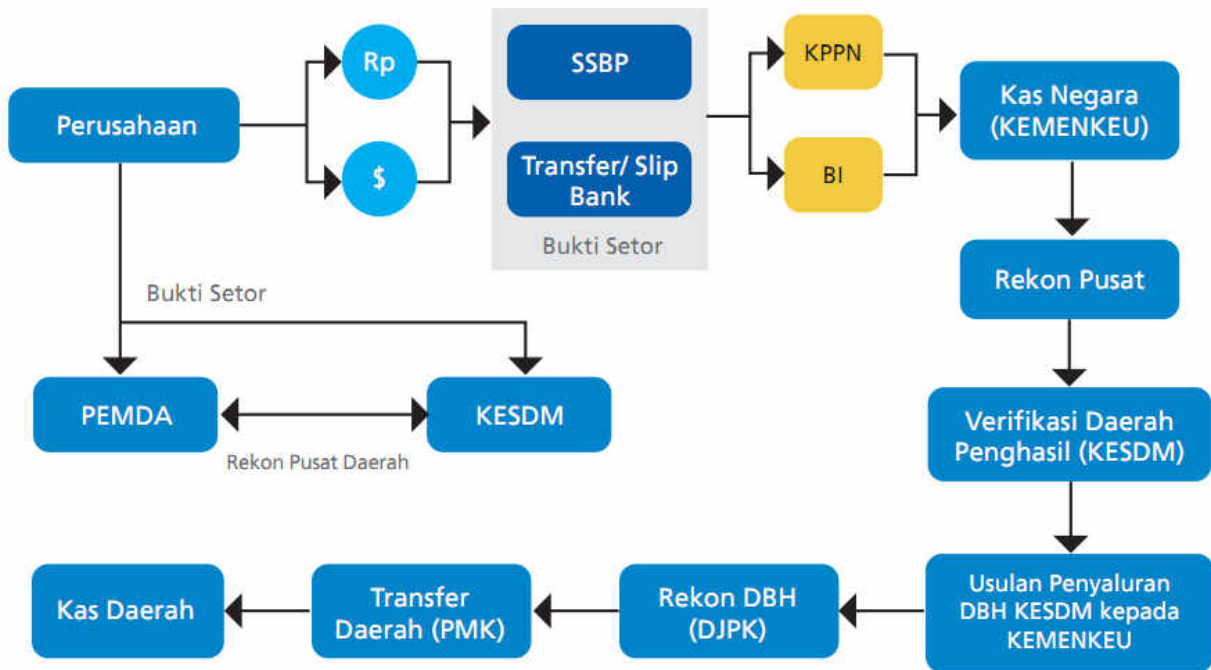 Perusahaan
Rp
$
SSBP
Transfer/ Slip
Bank
Bukti Setor
KPPN
BI
Kas Negara
(KEMENKEU)
Rekon Pusat
Bukti Setor
PEMDA
KESDM
Rekon Pusat Daerah
Verifikasi Daerah
Penghasil (KESDM)
Usulan Penyaluran
DBH KESDM kepada
KEMENKEU
Rekon DBH
(DJPK)
Transfer
Daerah (PMK)
Kas Daerah